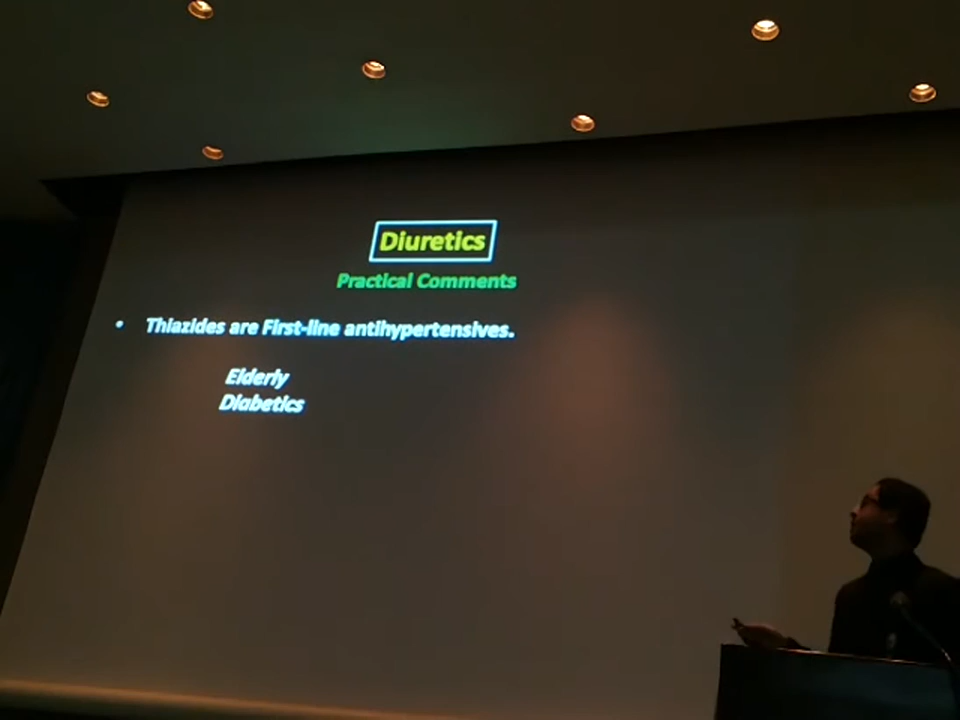 Diuretics
Practical Comments
• Thiazides are First-line antihypertensives.
Elderly
Diabetics